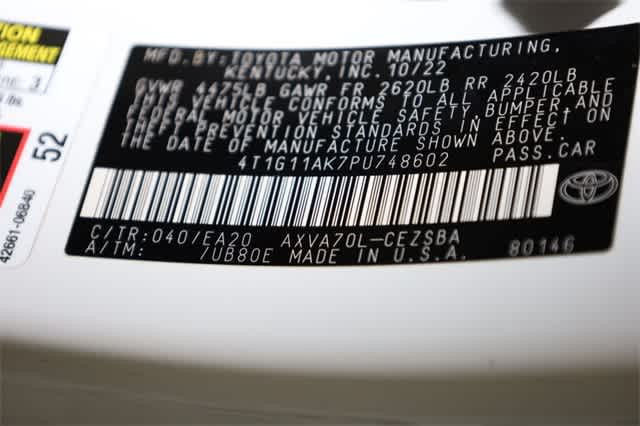 MFD.BY:TOYOTA MOTOR MANUFACTURING,
KENTUCKY,INC.10/22
GVWR 4475LB GAWR FR 2620LB RR 2420LB
THIS VEHICLE CONFORMS TO ALL APPLICABLE
FEDERAL MOTOR VEHICLE SAFETY,BUMPER,AND
THEFT PREVENTION STANDARDS IN EFFECT ON
THE DATE OF MANUFACTURE SHOWN ABOVE.
4T1G11AK7PU748602 PASS.CAR
C/TR:040/EA20 AXVA70L-CEZSBA
A/TM: /UB80E MADE IN U.S.A. 80146
3
lbs.
52
42661-06840